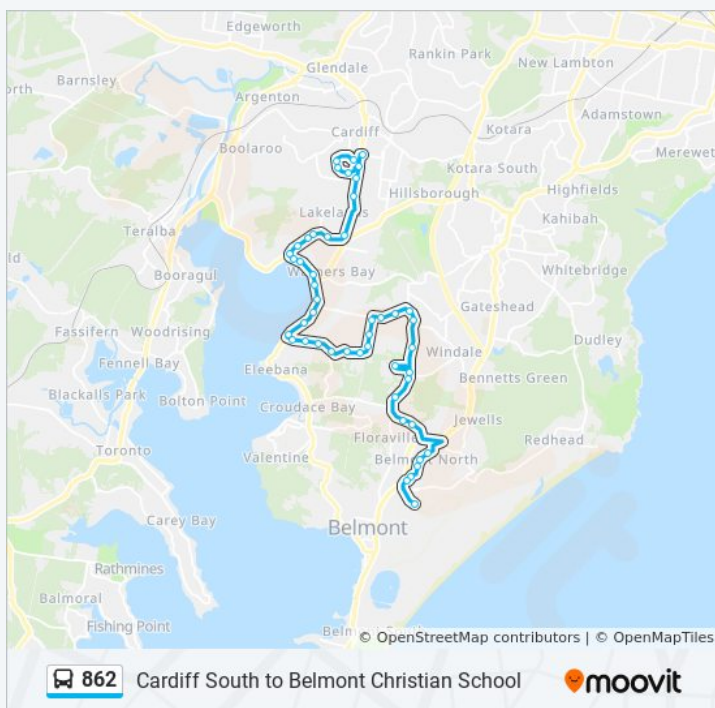 Edgeworth
Rankin Park
Glendale
New Lambton
Barnsley
Argenton
Adamstown
Cardiff
Kotara
Boolaroo
Merewet
Kotara South
Hillsborough
Highfields
Lakelands
Kahibah
Teralba
Whitebridge
Booragul
Gateshead
Fassifern
Woodrising
Dudley
Fennell Bay
Windale
Eleebana
Bennetts Green
Blackalls Park
Bolton Point
Croudace Bay
Jewells
Redhead
Floraville
Toronto
Valentine
Belmont North
Carey Bay
Belmont
Rathmines
Balmoral
Fishing Point
© OpenStreetMap contributors | © OpenMapTiles
862 Cardiff South to Belmont Christian School moovit